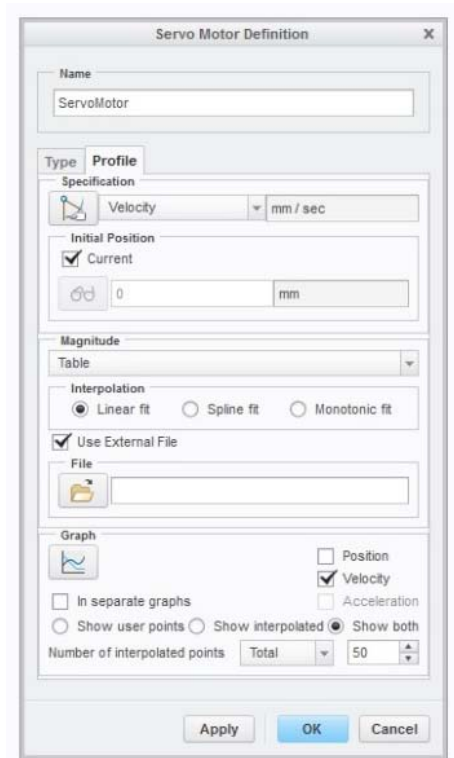 Servo Motor Definition x
Name
ServoMotor
Type Profile
Specification
Velocity mm / sec
Initial Position
Current
0 mm
Magnitude
Table
Interpolation
Linear fit Spline fit Monotonic fit
Use External File
File
Graph
Position
Velocity
In separate graphs Acceleration
Show user points Show interpolated Show both
Number of interpolated points Total 50
Apply OK Cancel